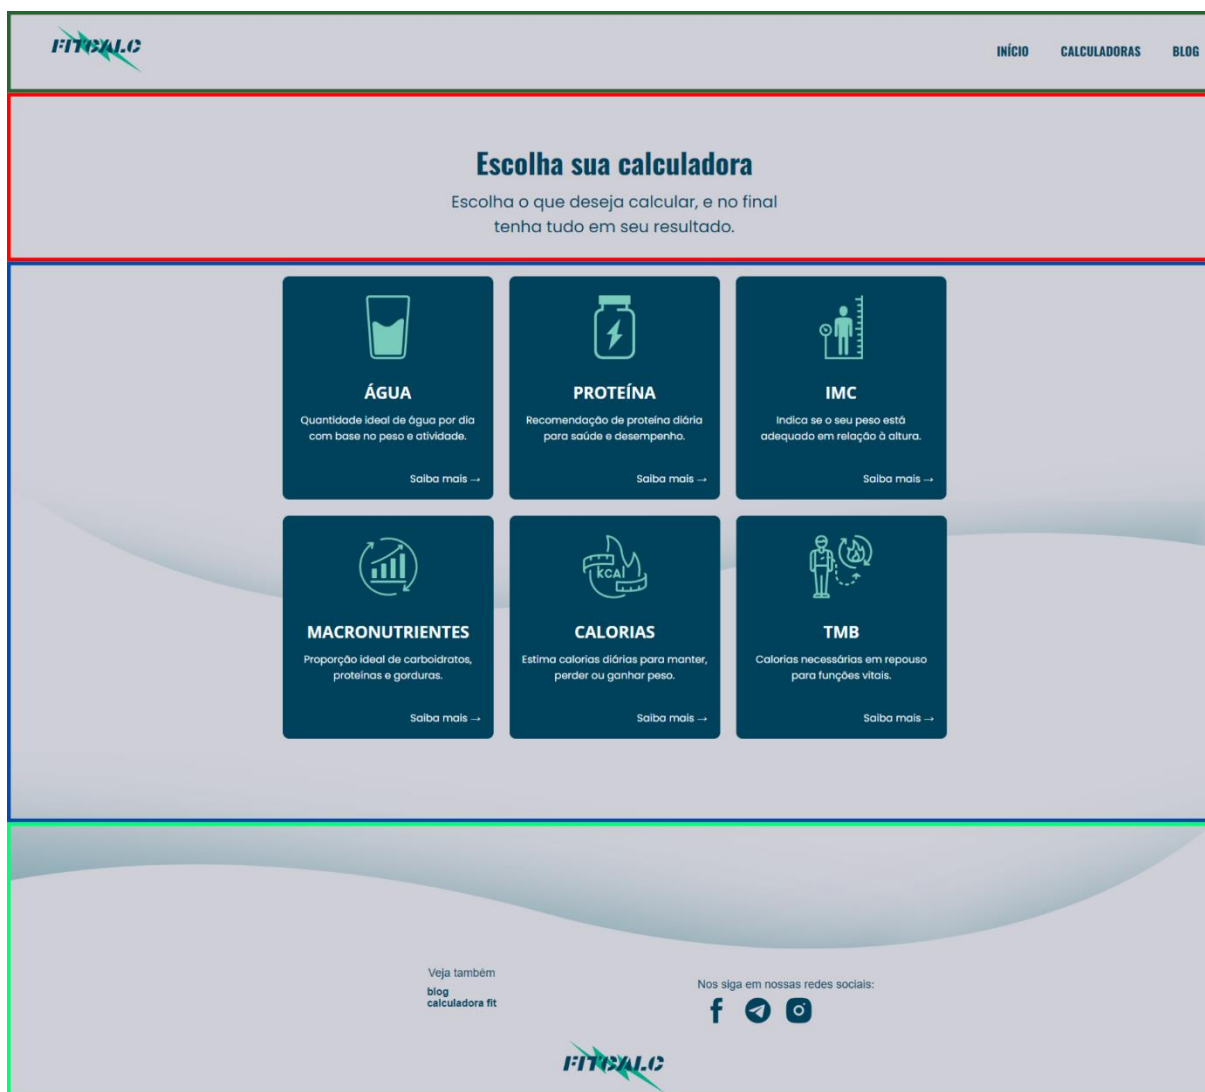 FITCALC
INÍCIO CALCULADORAS BLOG
Escolha sua calculadora
Escolha o que deseja calcular, e no final
tenha tudo em seu resultado.
ÁGUA
Quantidade ideal de água por dia
com base no peso e atividade.
Saiba mais →
PROTEÍNA
Recomendação de proteína diária
para saúde e desempenho.
Saiba mais →
IMC
Indica se o seu peso está
adequado em relação à altura.
Saiba mais →
MACRONUTRIENTES
Proporção ideal de carboidratos,
proteínas e gorduras.
Saiba mais →
KCAL
CALORIAS
Estima calorias diárias para manter,
perder ou ganhar peso.
Saiba mais →
TMB
Calorias necessárias em repouso
para funções vitais.
Saiba mais →
Veja também
blog
calculadora fit
Nos siga em nossas redes sociais:
FITCALC